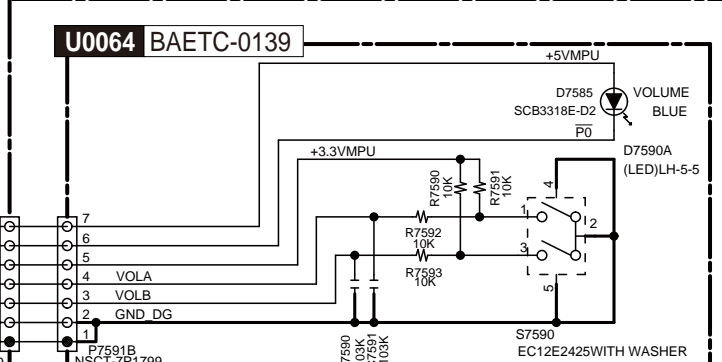 U0064 BAETC-0139
+5VMPU
D7585
SCB3318E-D2
VOLUME
BLUE
P0
+3.3VMPU
D7590A
(LED)LH-5-5
R7590
10K
R7591
10K
4
7
1
2
R7592
10K
6
5
3
4 VOLA
R7593
10K
3 VOLB
5
2 GND_DG
1
S7590
P7591B
EC12E2425WITH WASHER